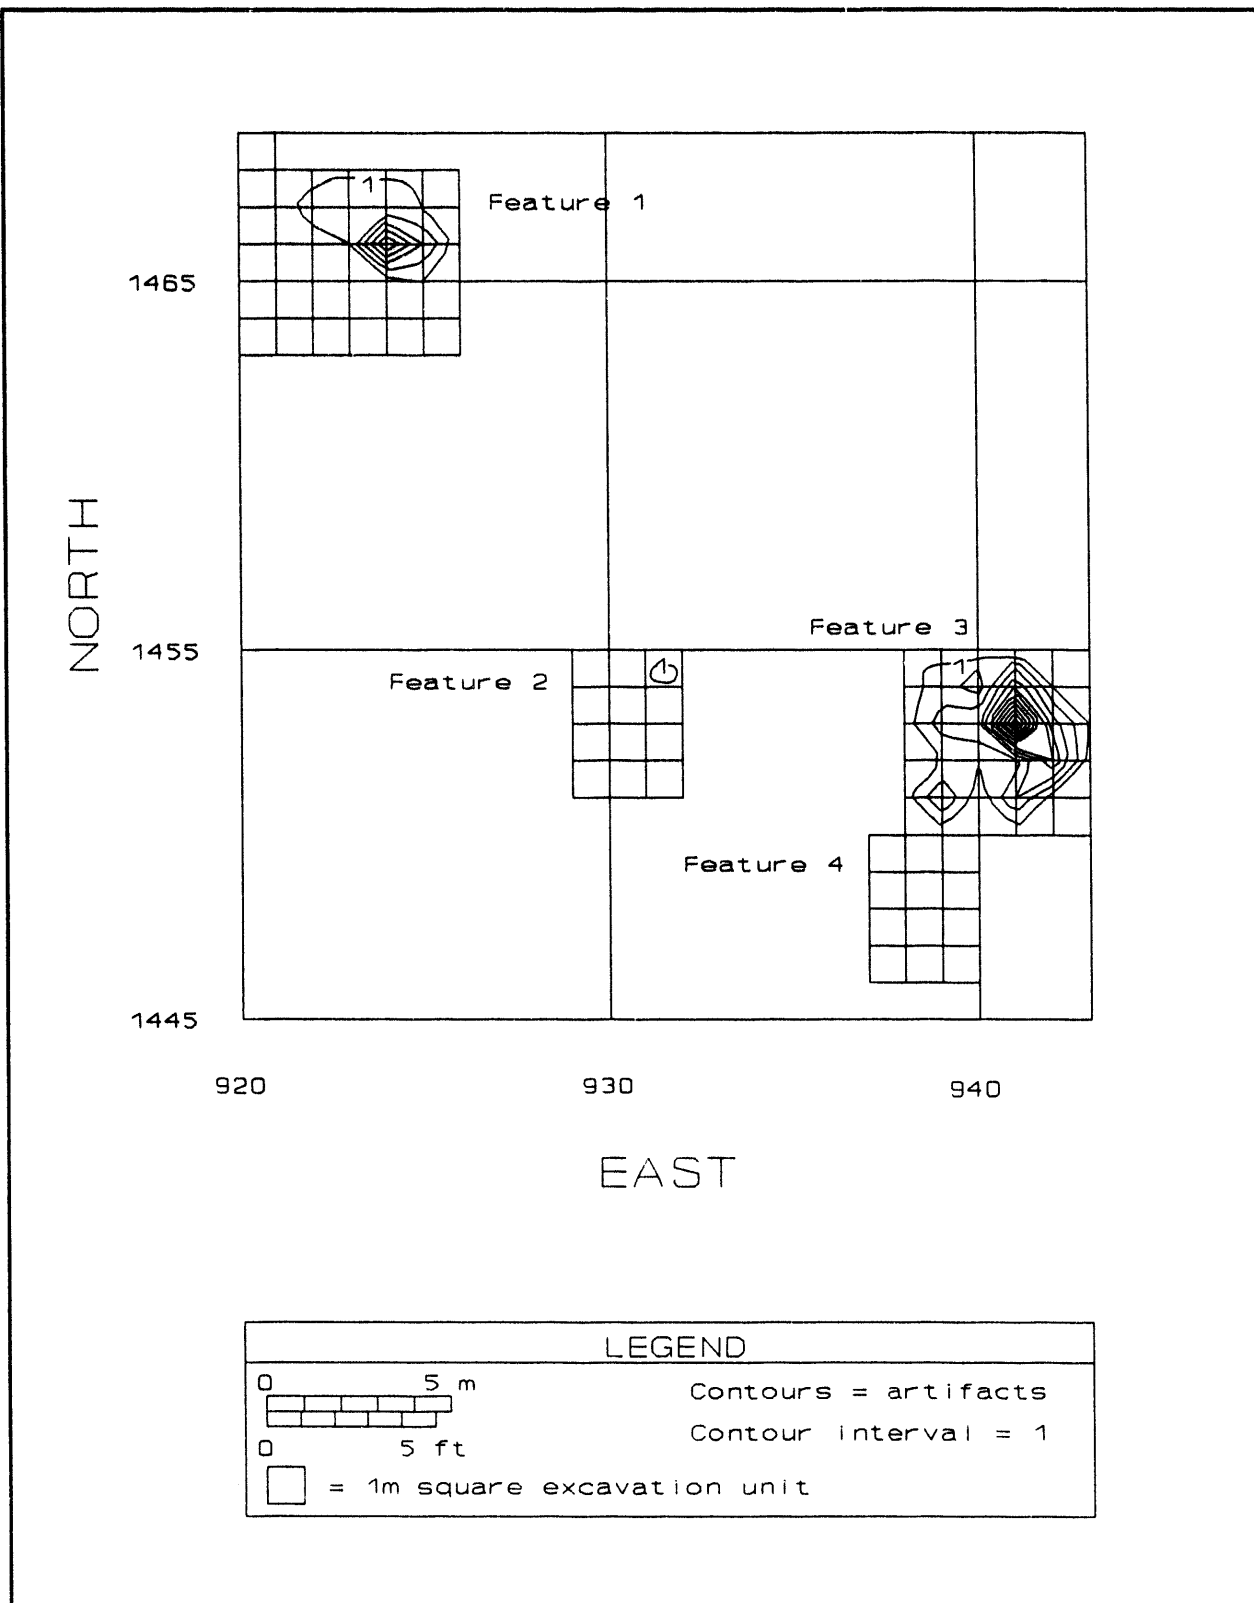 1
Feature 1
1465
NORTH
Feature 3
1455
1
1
Feature 2
Feature 4
1445
920
930
940
EAST
LEGEND
0 5 m
Contours = artifacts
Contour interval = 1
0 5 ft
= 1m square excavation unit